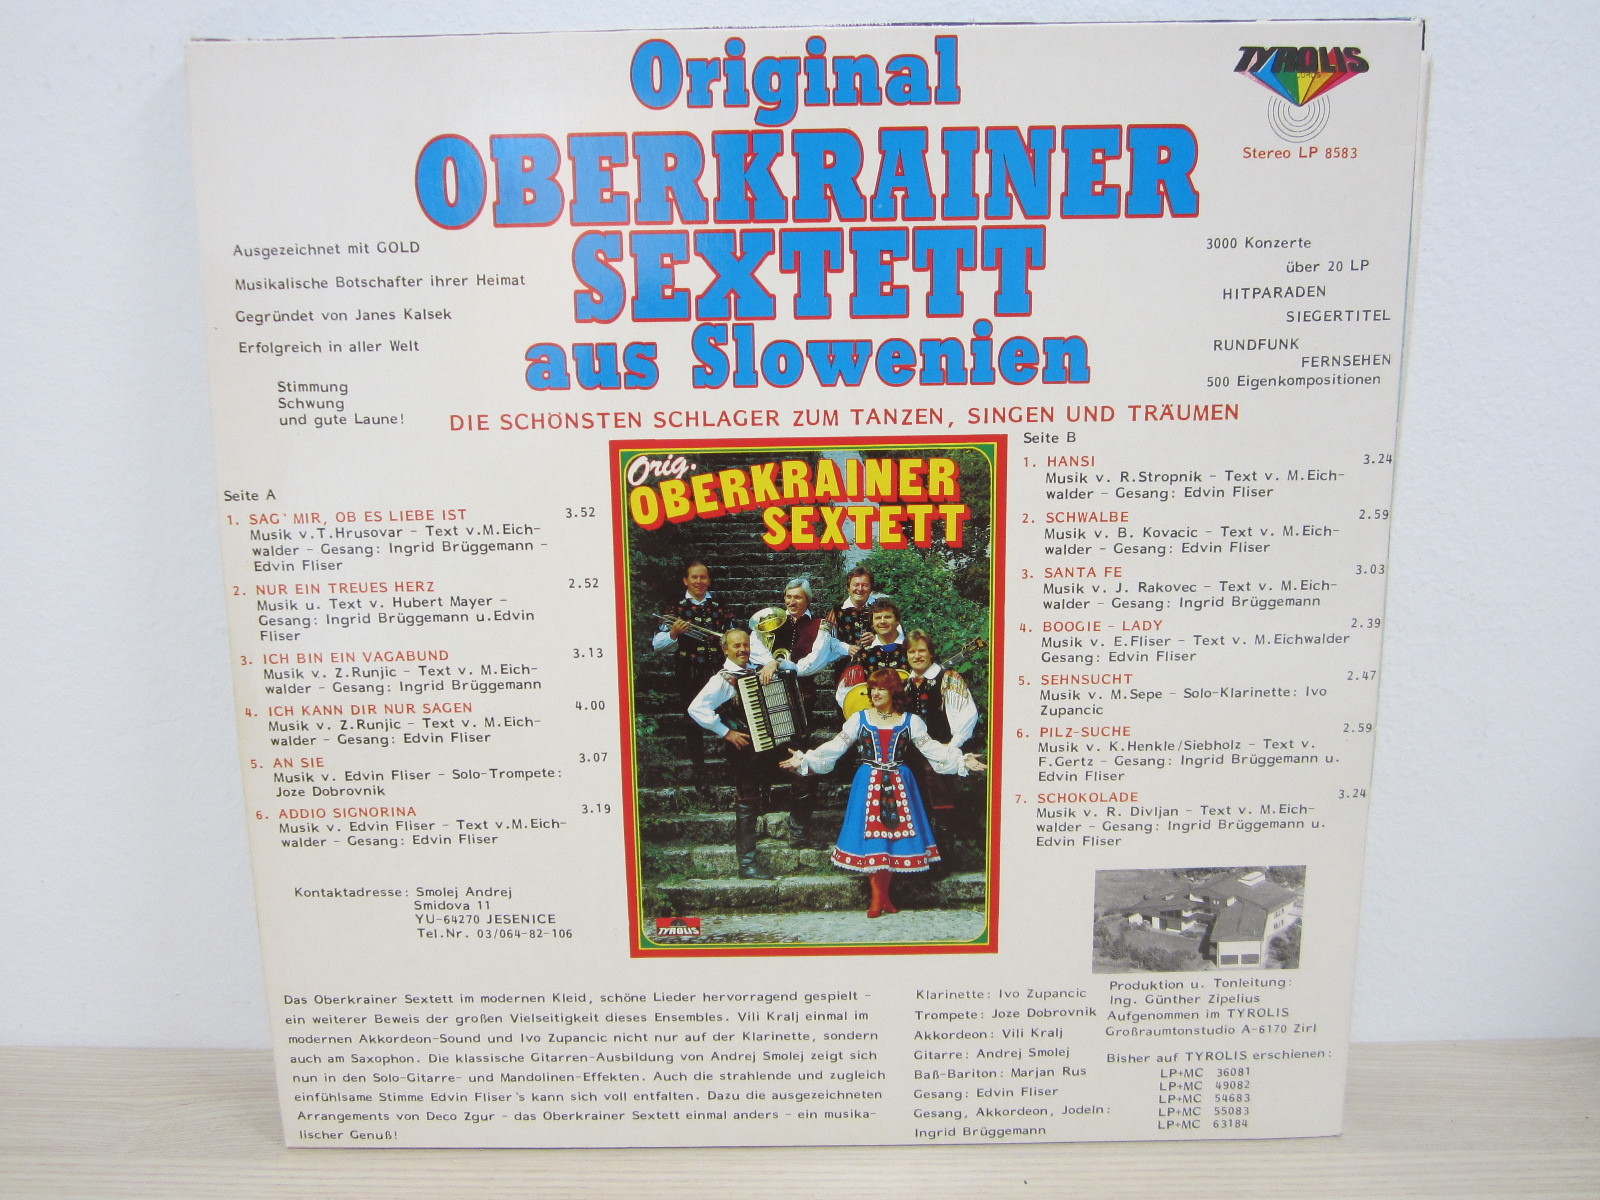 Original
OBERKRAINER
SEXTETT
aus Slowenien
TYROLIS
Stereo LP 8583
Ausgezeichnet mit GOLD
Musikalische Botschafter ihrer Heimat
Gegründet von Janes Kalsek
Erfolgreich in aller Welt
Stimmung
Schwung
und gute Laune!
3000 Konzerte
über 20 LP
HITPARADEN
SIEGERTITEL
RUNDFUNK
FERNSEHEN
500 Eigenkompositionen
DIE SCHÖNSTEN SCHLAGER ZUM TANZEN, SINGEN UND TRÄUMEN
Seite A
1. SAG` MIR, OB ES LIEBE IST 3.52
Musik v.T.Hrusovar - Text v.M.Eich-
walder - Gesang: Ingrid Brüggemann -
Edvin Fliser
2. NUR EIN TREUES HERZ 2.52
Musik u. Text v. Hubert Mayer -
Gesang: Ingrid Brüggemann u.Edvin
Fliser
3. ICH BIN EIN VAGABUND 3.13
Musik v. Z.Runjic - Text v. M.Eich-
walder - Gesang: Ingrid Brüggemann
4. ICH KANN DIR NUR SAGEN 4.00
Musik v. Z.Runjic - Text v. M.Eich-
walder - Gesang: Edvin Fliser
5. AN SIE 3.07
Musik v. Edvin Fliser - Solo-Trompete:
Joze Dobrovnik
6. ADDIO SIGNORINA 3.19
Musik v. Edvin Fliser - Text v.M.Eich-
walder - Gesang: Edvin Fliser
Kontaktadresse: Smolej Andrej
Smidova 11
YU-64270 JESENICE
Tel.Nr. 03/064-82-106
Orig.
OBERKRAINER
SEXTETT
TYROLIS
Seite B
1. HANSI 3.24
Musik v. R.Stropnik - Text v. M.Eich-
walder - Gesang: Edvin Fliser
2. SCHWALBE 2.59
Musik v. B. Kovacic - Text v. M.Eich-
walder - Gesang: Edvin Fliser
3. SANTA FE 3.03
Musik v. J. Rakovec - Text v. M.Eich-
walder - Gesang: Ingrid Brüggemann
4. BOOGIE - LADY 2.39
Musik v. E.Fliser - Text v. M.Eichwalder
Gesang: Edvin Fliser
5. SEHNSUCHT 2.47
Musik v. M.Sepe - Solo-Klarinette: Ivo
Zupancic
6. PILZ-SUCHE 2.59
Musik v. K.Henkle/Siebholz - Text v.
F.Gertz - Gesang: Ingrid Brüggemann u.
Edvin Fliser
7. SCHOKOLADE 3.24
Musik v. R. Divljan - Text v. M.Eich-
walder - Gesang: Ingrid Brüggemann u.
Edvin Fliser
Das Oberkrainer Sextett im modernen Kleid, schöne Lieder hervorragend gespielt -
ein weiterer Beweis der großen Vielseitigkeit dieses Ensembles. Vili Kralj einmal im
modernen Akkordeon-Sound und Ivo Zupancic nicht nur auf der Klarinette, sondern
auch am Saxophon. Die klassische Gitarren-Ausbildung von Andrej Smolej zeigt sich
nun in den Solo-Gitarre- und Mandolinen-Effekten. Auch die strahlende und zugleich
einfühlsame Stimme Edvin Fliser's kann sich voll entfalten. Dazu die ausgezeichneten
Arrangements von Deco Zgur - das Oberkrainer Sextett einmal anders - ein musika-
lischer Genuß!
Klarinette: Ivo Zupancic
Trompete: Joze Dobrovnik
Akkordeon: Vili Kralj
Gitarre: Andrej Smolej
Baß-Bariton: Marjan Rus
Gesang: Edvin Fliser
Gesang, Akkordeon, Jodeln:
Ingrid Brüggemann
Produktion u. Tonleitung:
Ing. Günther Zipelius
Aufgenommen im TYROLIS
Großraumtonstudio A-6170 Zirl
Bisher auf TYROLIS erschienen:
LP+MC 36081
LP+MC 49082
LP+MC 54683
LP+MC 55083
LP+MC 63184